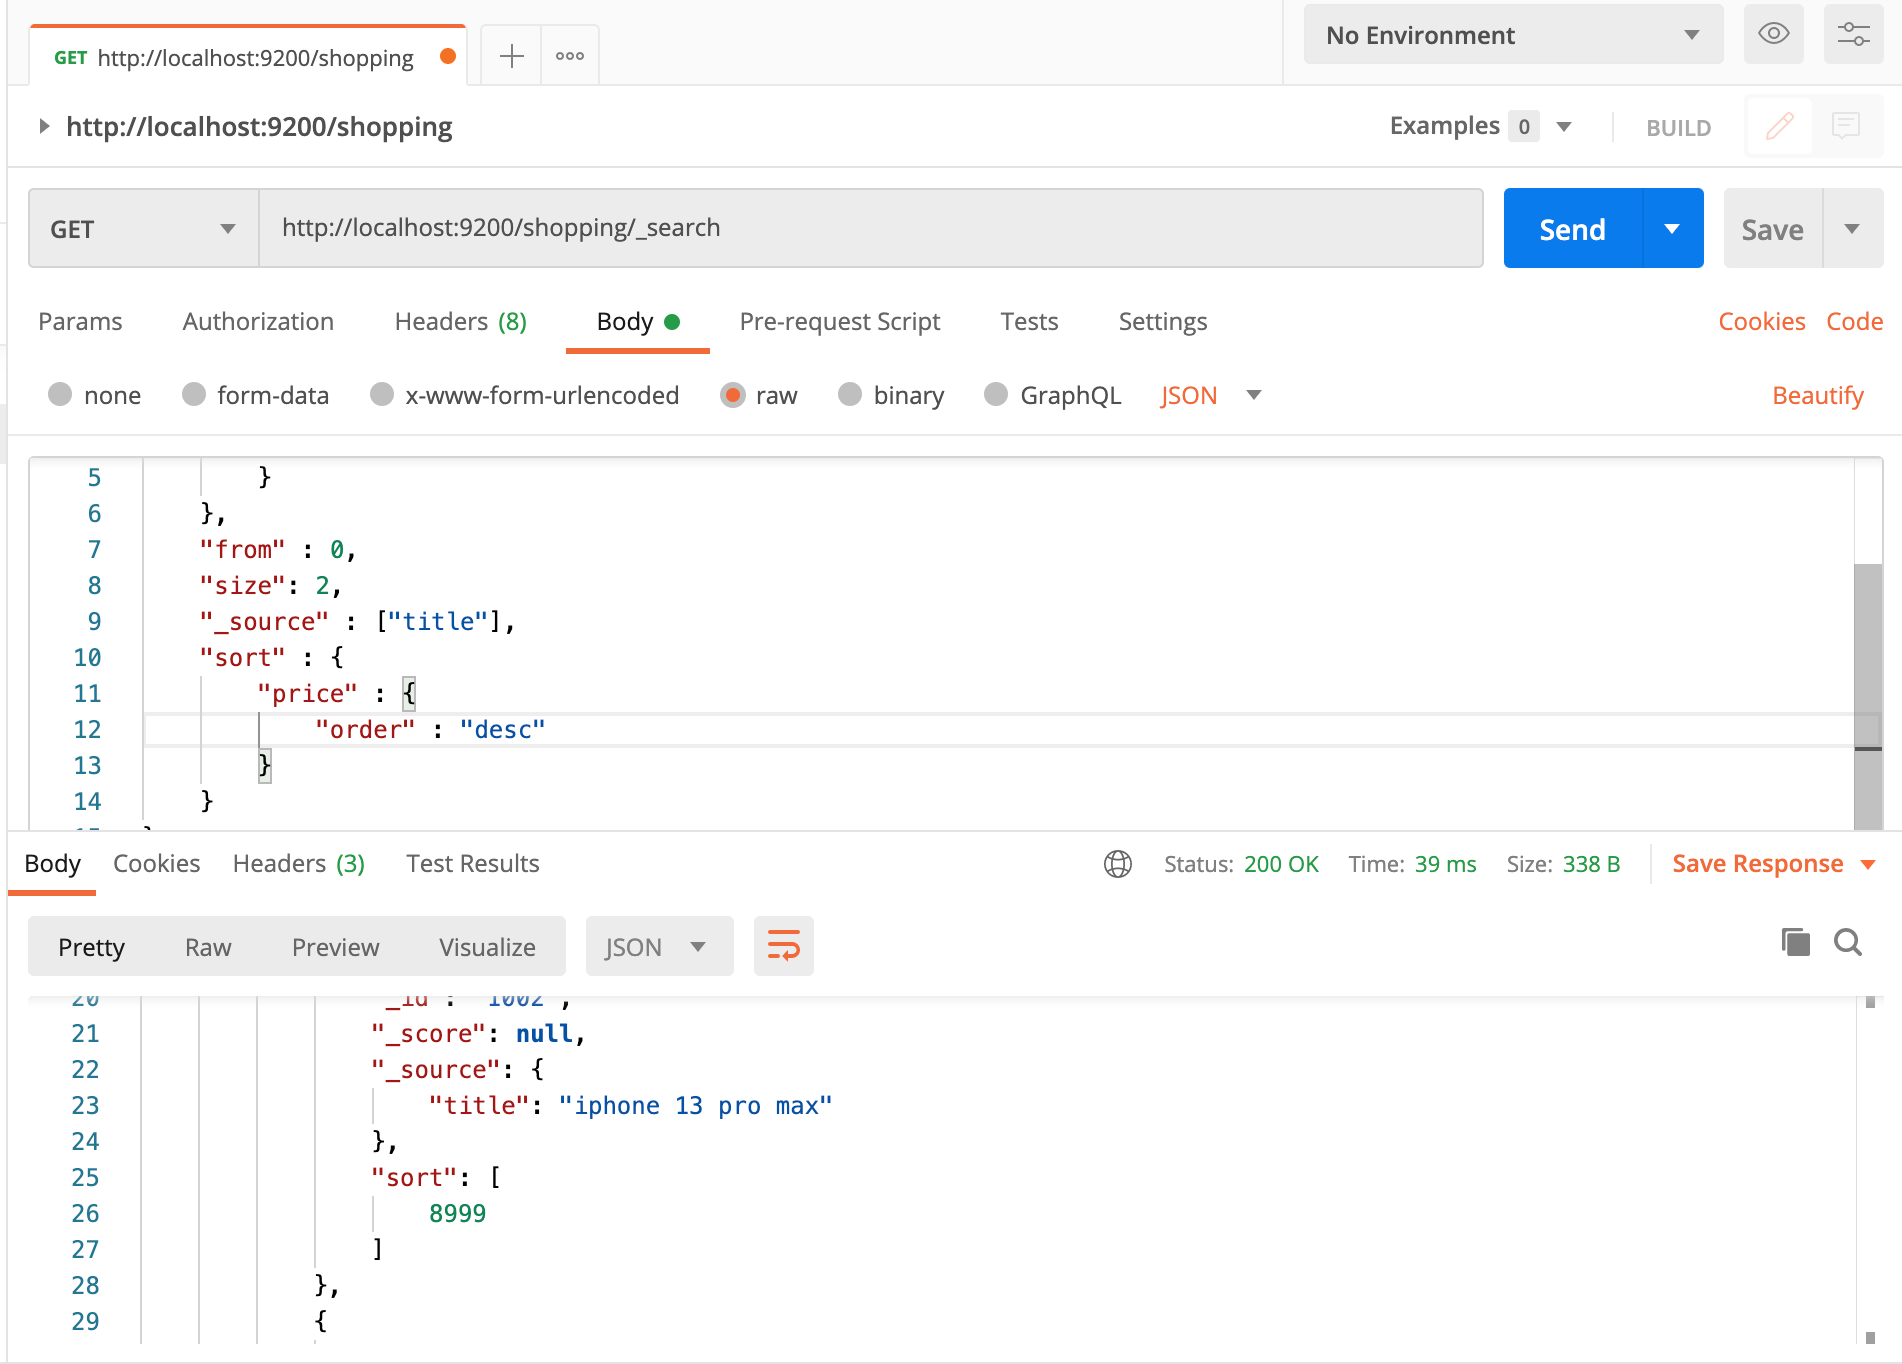 GET http://localhost:9200/shopping
No Environment
http://localhost:9200/shopping
Examples 0
BUILD
GET http://localhost:9200/shopping/_search
Send
Save
Params Authorization Headers (8) Body Pre-request Script Tests Settings Cookies Code
none form-data x-www-form-urlencoded raw binary GraphQL JSON Beautify
5 }
6 },
7 "from" : 0,
8 "size": 2,
9 "_source" : ["title"],
10 "sort" : {
11 "price" : {
12 "order" : "desc"
13 }
14 }
Body Cookies Headers (3) Test Results Status: 200 OK Time: 39 ms Size: 338 B Save Response
Pretty Raw Preview Visualize JSON
20 "_id": "1002",
21 "_score": null,
22 "_source": {
23 "title": "iphone 13 pro max"
24 },
25 "sort": [
26 8999
27 ]
28 },
29 {